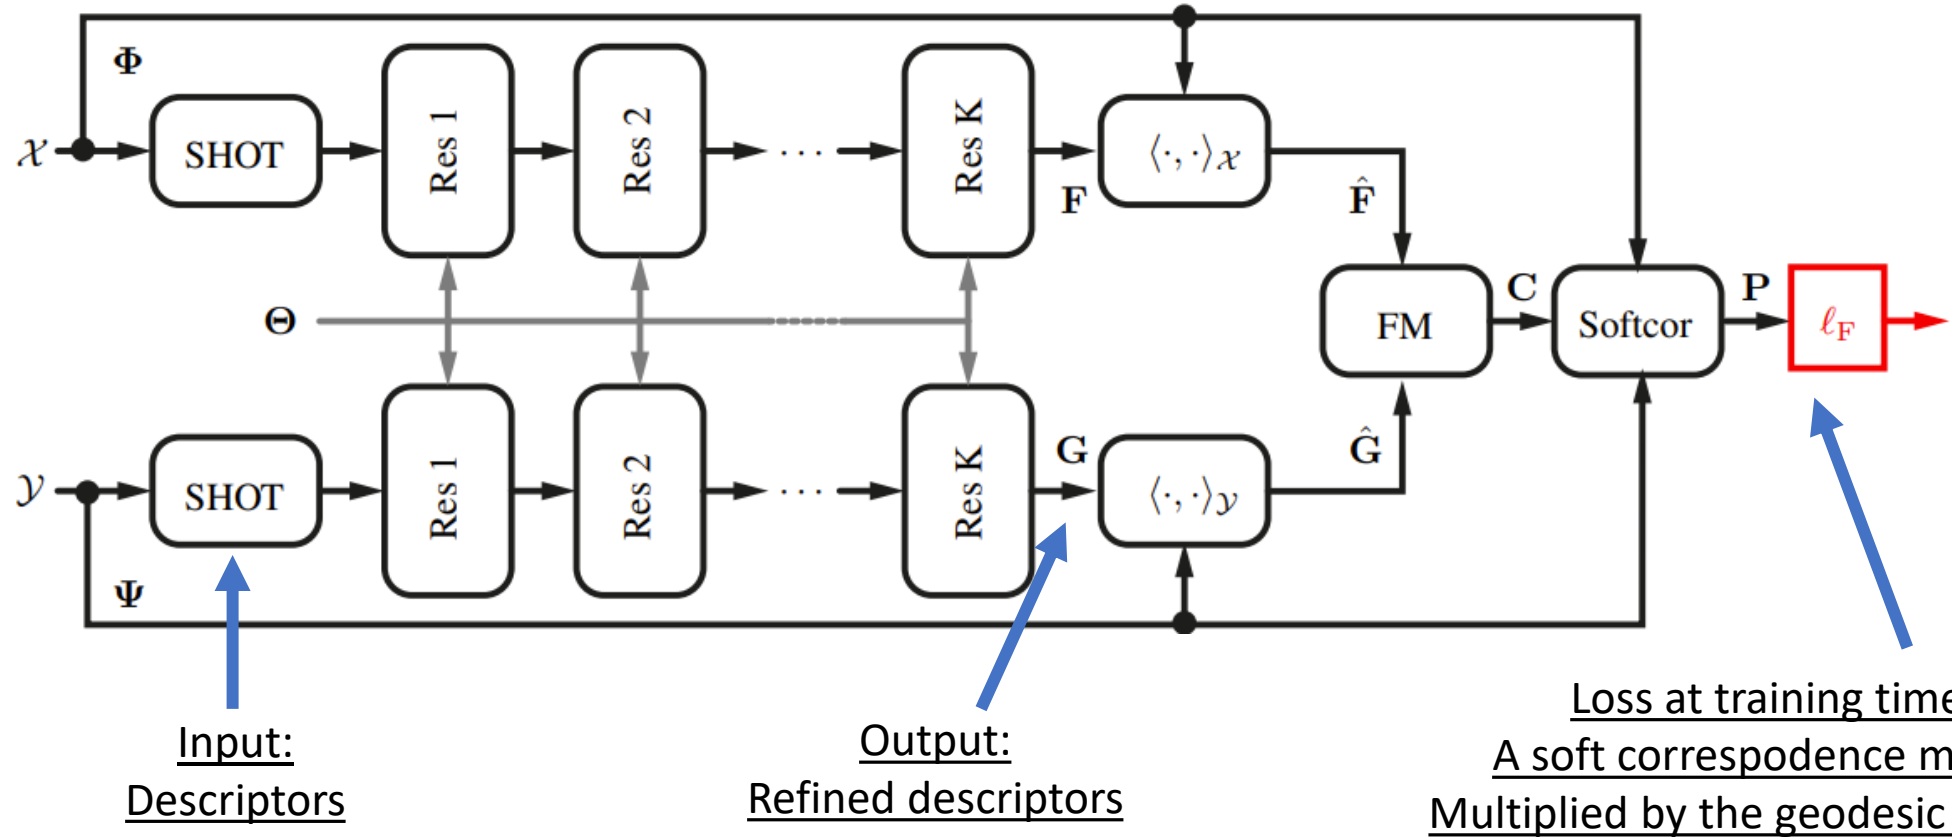 Φ
𝒳 SHOT Res 1 Res 2 ··· Res K F ⟨·, ·⟩𝒳 F̂
Θ FM C Softcor P ℓF
𝒴 SHOT Res 1 Res 2 ··· Res K G ⟨·, ·⟩𝒴 Ĝ
Ψ
Input:
Descriptors
Output:
Refined descriptors
Loss at training time
A soft correspodence m
Multiplied by the geodesic